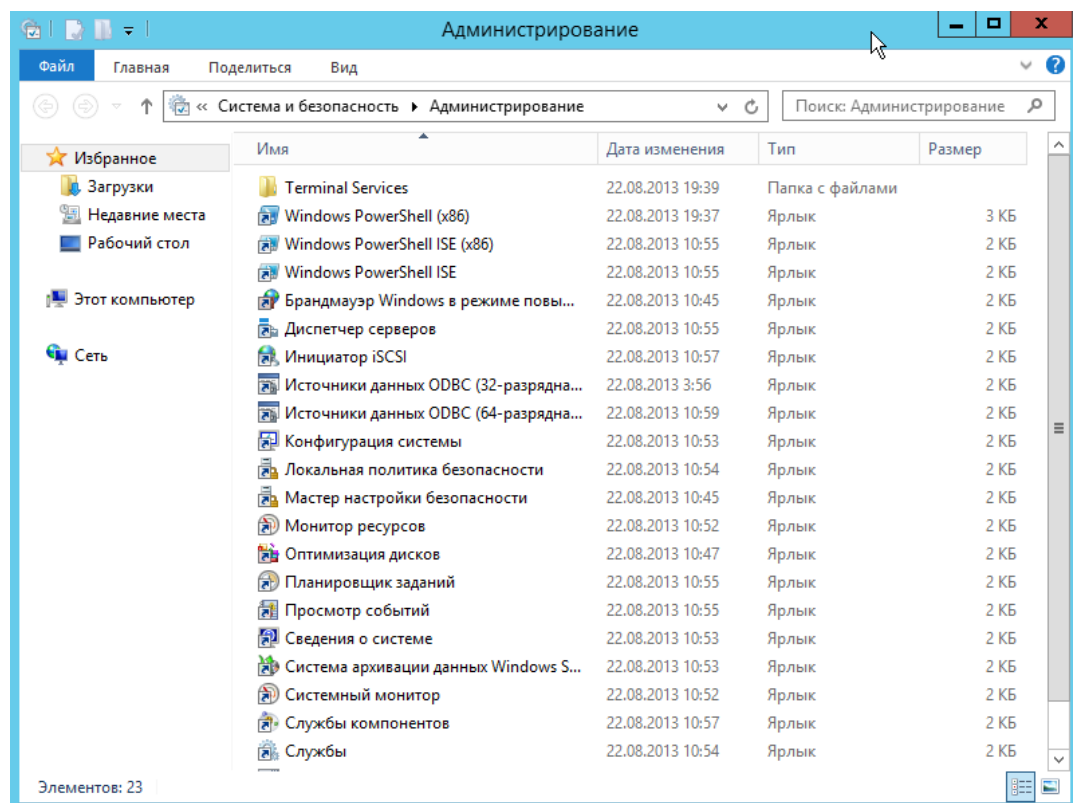 Администрирование
Файл Главная Поделиться Вид
« Система и безопасность Администрирование Поиск: Администрирование
Имя Дата изменения Тип Размер
Избранное
Загрузки
Недавние места
Рабочий стол
Этот компьютер
Сеть
Terminal Services 22.08.2013 19:39 Папка с файлами
Windows PowerShell (x86) 22.08.2013 19:37 Ярлык 3 КБ
Windows PowerShell ISE (x86) 22.08.2013 10:55 Ярлык 2 КБ
Windows PowerShell ISE 22.08.2013 10:55 Ярлык 2 КБ
Брандмауэр Windows в режиме повы... 22.08.2013 10:45 Ярлык 2 КБ
Диспетчер серверов 22.08.2013 10:55 Ярлык 2 КБ
Инициатор iSCSI 22.08.2013 10:57 Ярлык 2 КБ
Источники данных ODBC (32-разрядна... 22.08.2013 3:56 Ярлык 2 КБ
Источники данных ODBC (64-разрядна... 22.08.2013 10:59 Ярлык 2 КБ
Конфигурация системы 22.08.2013 10:53 Ярлык 2 КБ
Локальная политика безопасности 22.08.2013 10:54 Ярлык 2 КБ
Мастер настройки безопасности 22.08.2013 10:45 Ярлык 2 КБ
Монитор ресурсов 22.08.2013 10:52 Ярлык 2 КБ
Оптимизация дисков 22.08.2013 10:47 Ярлык 2 КБ
Планировщик заданий 22.08.2013 10:55 Ярлык 2 КБ
Просмотр событий 22.08.2013 10:55 Ярлык 2 КБ
Сведения о системе 22.08.2013 10:53 Ярлык 2 КБ
Система архивации данных Windows S... 22.08.2013 10:53 Ярлык 2 КБ
Системный монитор 22.08.2013 10:52 Ярлык 2 КБ
Службы компонентов 22.08.2013 10:57 Ярлык 2 КБ
Службы 22.08.2013 10:54 Ярлык 2 КБ
Элементов: 23